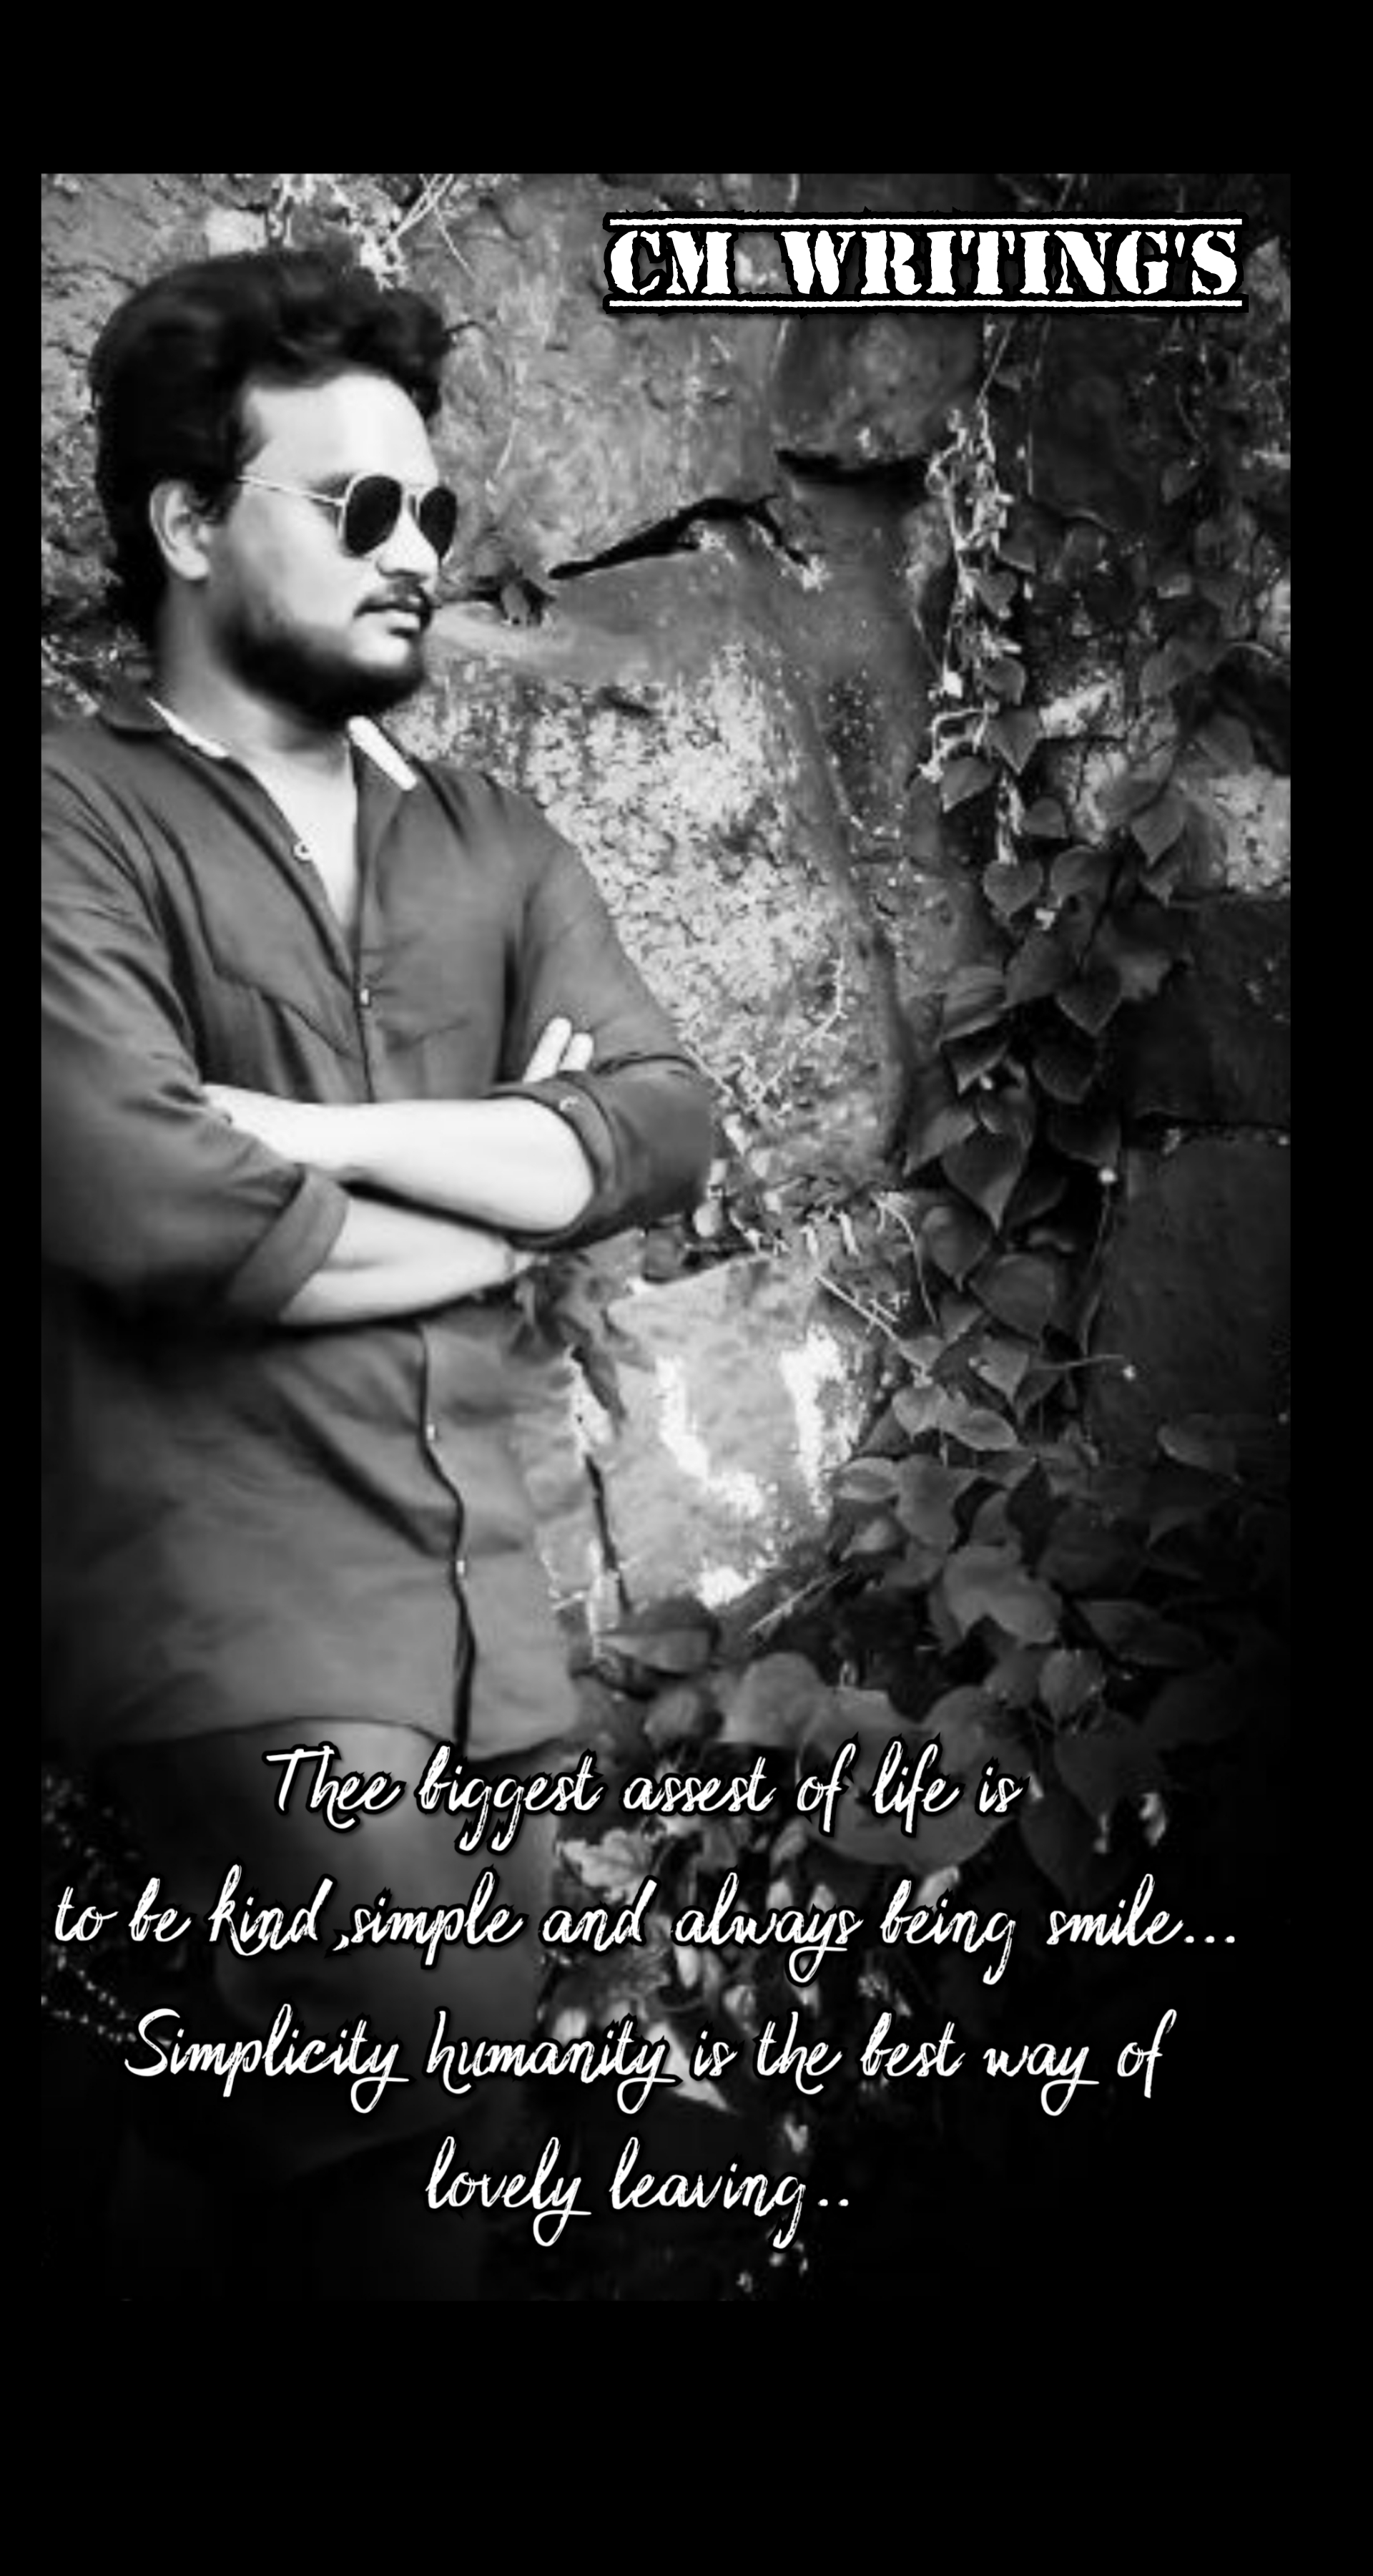 CM WRITING'S
Thee biggest assest of life is
to be kind ,simple and always being smile...
Simplicity humanity is the best way of
lovely leaving..